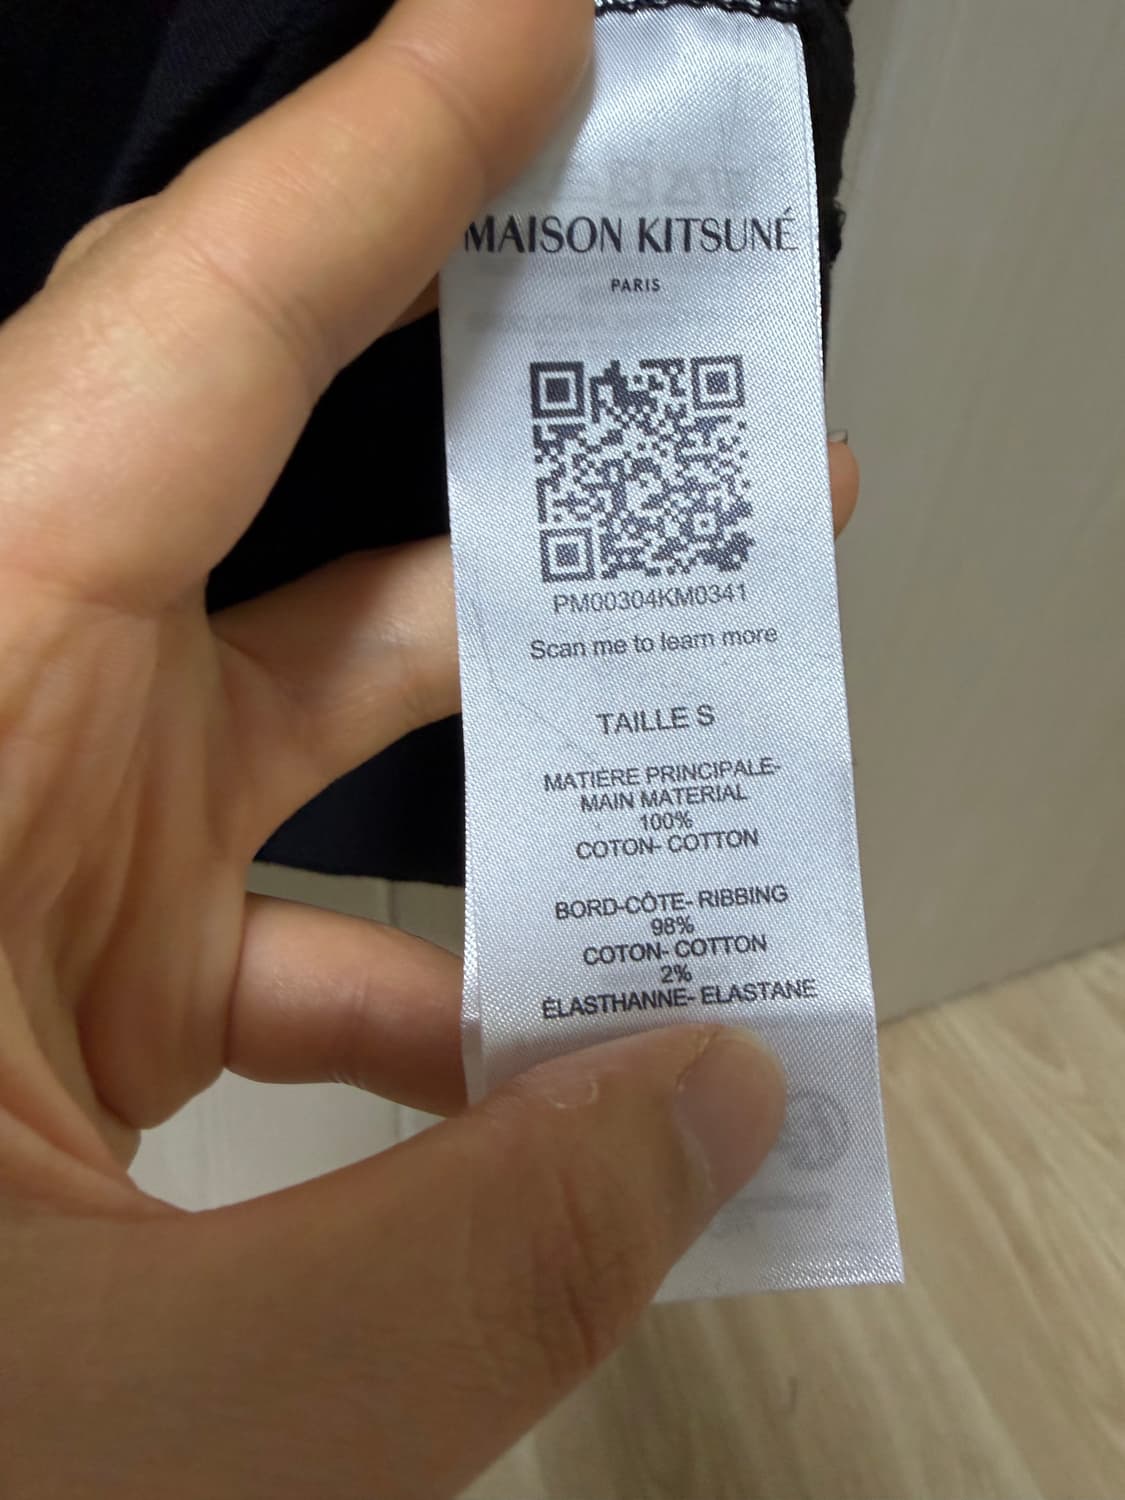 MAISON KITSUNÉ
PARIS
PM00304KM0341
Scan me to learn more
TAILLE S
MATIÈRE PRINCIPALE-
MAIN MATERIAL
100%
COTON- COTTON
BORD-CÔTE- RIBBING
98%
COTON- COTTON
2%
ÉLASTHANNE- ELASTANE